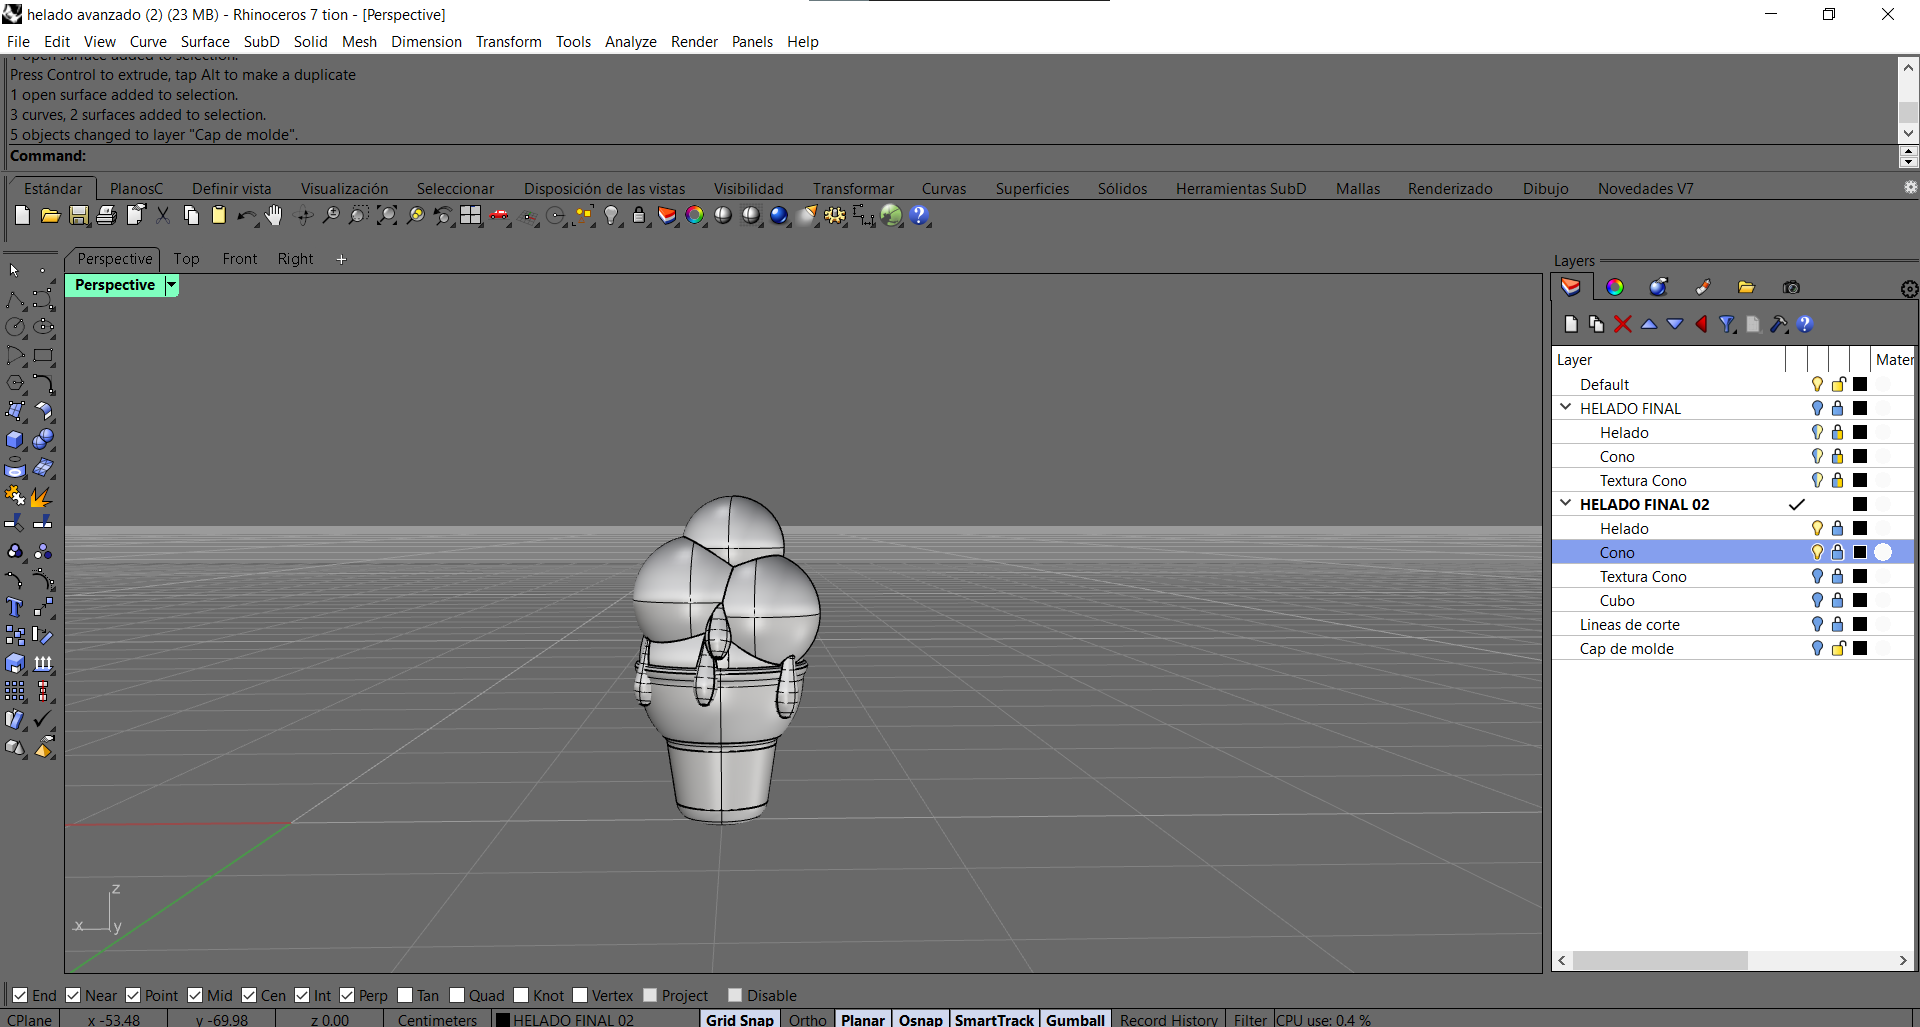 helado avanzado (2) (23 MB) - Rhinoceros 7 tion - [Perspective]
File Edit View Curve Surface SubD Solid Mesh Dimension Transform Tools Analyze Render Panels Help
1 open surface added to selection.
Press Control to extrude, tap Alt to make a duplicate
1 open surface added to selection.
3 curves, 2 surfaces added to selection.
5 objects changed to layer "Cap de molde".
Command:
Estándar PlanosC Definir vista Visualización Seleccionar Disposición de las vistas Visibilidad Transformar Curvas Superficies Sólidos Herramientas SubD Mallas Renderizado Dibujo Novedades V7
Perspective Top Front Right +
Perspective
Layers
Layer Mater
Default
HELADO FINAL
Helado
Cono
Textura Cono
HELADO FINAL 02
Helado
Cono
Textura Cono
Cubo
Lineas de corte
Cap de molde
z
x y
End Near Point Mid Cen Int Perp Tan Quad Knot Vertex Project Disable
CPlane x -53.48 y -69.98 z 0.00 Centimeters HELADO FINAL 02 Grid Snap Ortho Planar Osnap SmartTrack Gumball Record History Filter CPU use: 0.4 %